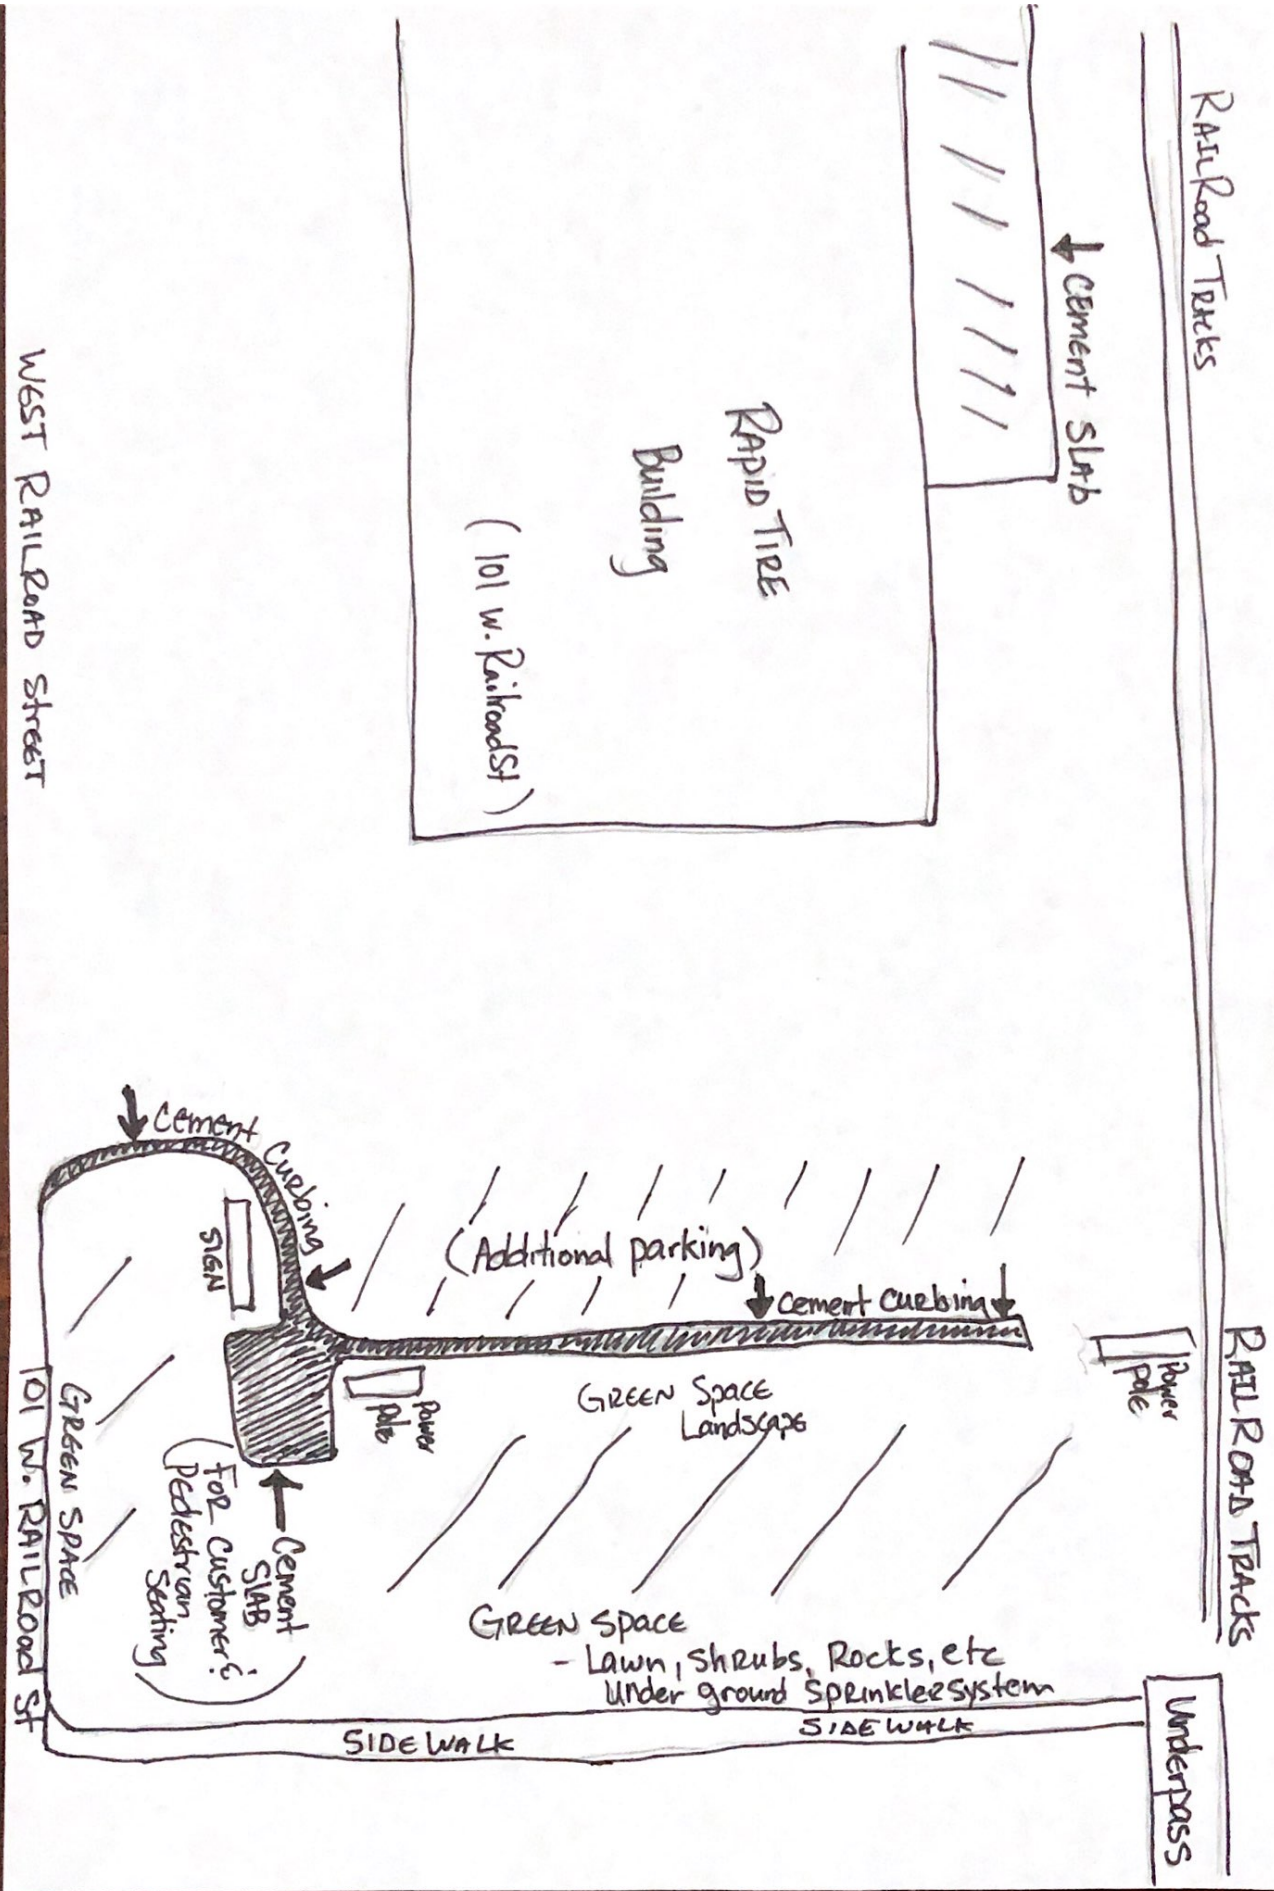 RAILRoad TRAcks
CEment SLAb
RAPID TIRE
Building
(101 W. Railroad St)
WEST RAILROAD StreET
Cement Curbing
SIGN
(Additional parking)
Cement Curbing
Power
Pole
Power
pole
GREEN Space
Landscape
RAILROAD TRAcks
GREEN SPACE
101 W. RAILRoad St
Cement
SLAB
(FOR customer &
Pedestrian
Seating)
GREEN Space
- Lawn, Shrubs, Rocks, etc
Under ground Sprinkler system
SIDEWALK
SIDEWALK
Underpass